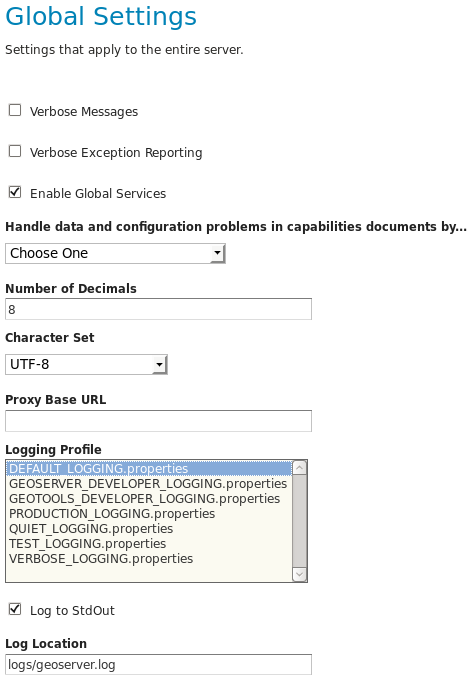 Global Settings
Settings that apply to the entire server.
Verbose Messages
Verbose Exception Reporting
Enable Global Services
Handle data and configuration problems in capabilities documents by...
Choose One
Number of Decimals
8
Character Set
UTF-8
Proxy Base URL
Logging Profile
DEFAULT_LOGGING.properties
GEOSERVER_DEVELOPER_LOGGING.properties
GEOTOOLS_DEVELOPER_LOGGING.properties
PRODUCTION_LOGGING.properties
QUIET_LOGGING.properties
TEST_LOGGING.properties
VERBOSE_LOGGING.properties
Log to StdOut
Log Location
logs/geoserver.log